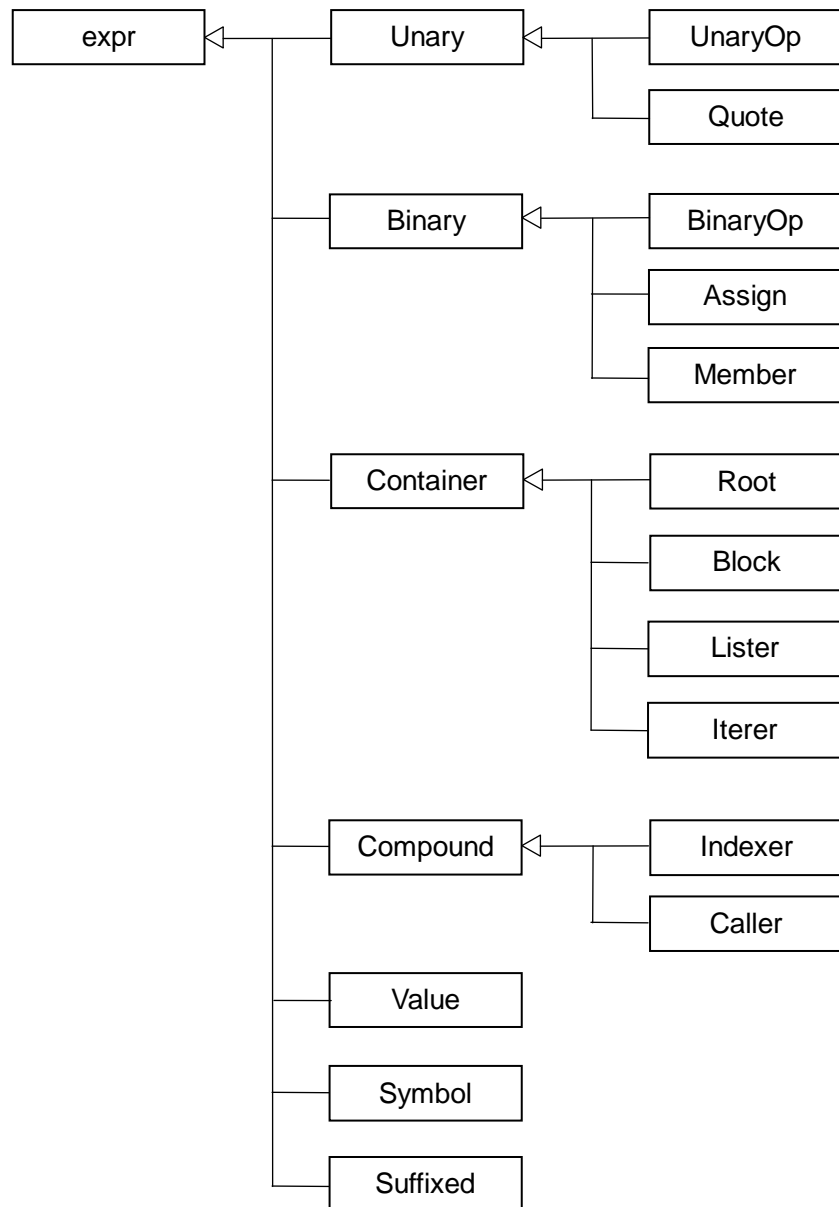 expr
Unary
UnaryOp
Quote
Binary
BinaryOp
Assign
Member
Container
Root
Block
Lister
Iterer
Compound
Indexer
Caller
Value
Symbol
Suffixed